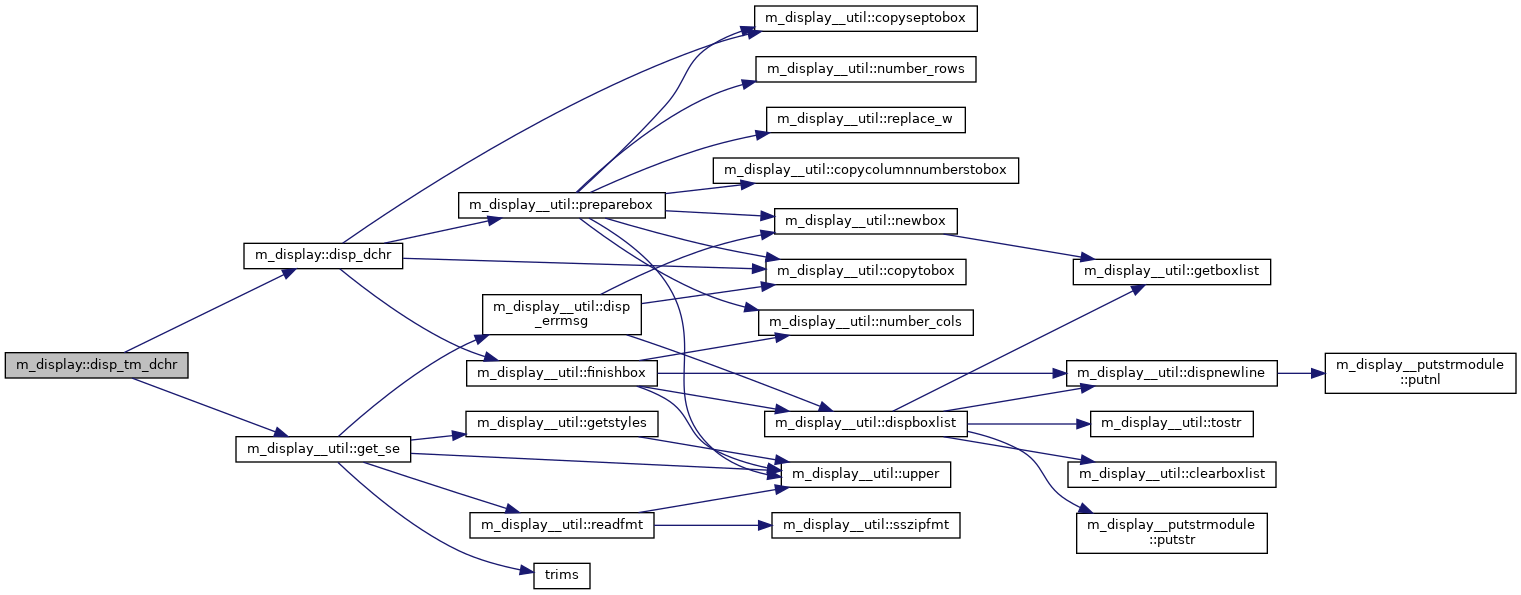 m_display__util::copyseptobox
m_display__util::number_rows
m_display__util::replace_w
m_display__util::copycolumnnumberstobox
m_display__util::preparebox
m_display__util::newbox
m_display::disp_dchr
m_display__util::copytobox
m_display__util::getboxlist
m_display__util::disp
_errmsg
m_display__util::number_cols
m_display::disp_tm_dchr
m_display__util::finishbox
m_display__util::dispnewline
m_display__putstrmodule
::putnl
m_display__util::getstyles
m_display__util::dispboxlist
m_display__util::tostr
m_display__util::get_se
m_display__util::upper
m_display__util::clearboxlist
m_display__util::readfmt
m_display__util::sszipfmt
m_display__putstrmodule
::putstr
trims